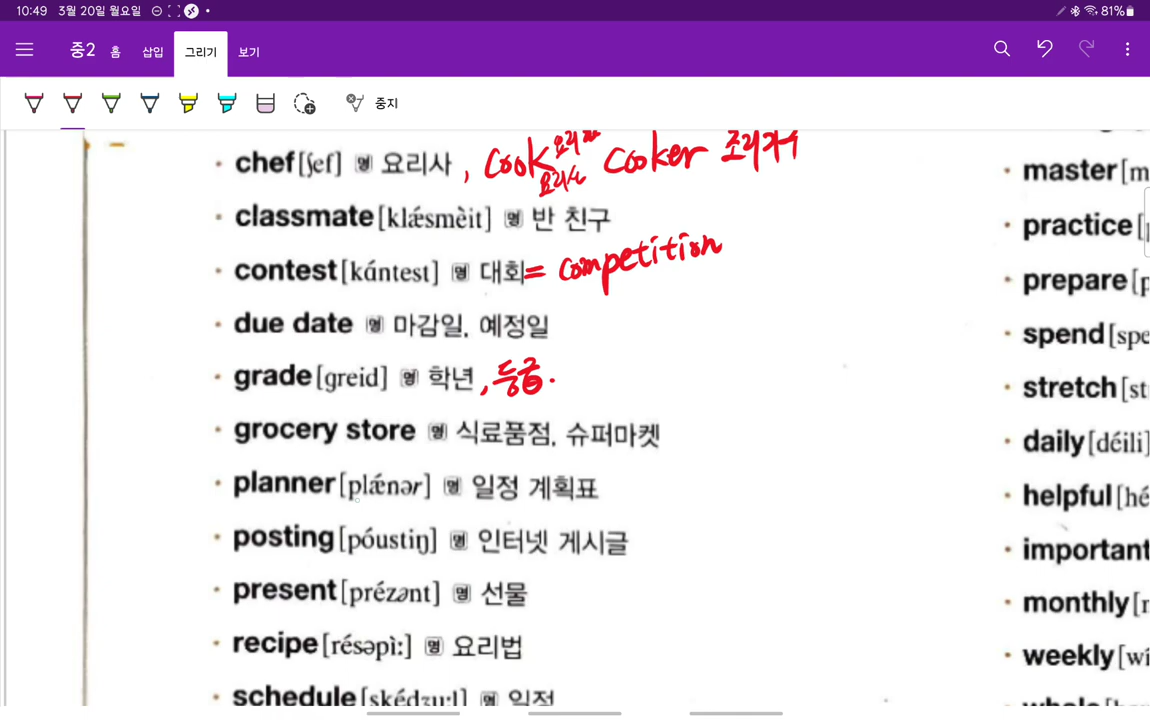 10:49 3월 20일 월요일 81%
중2 홈 삽입 그리기 보기
중지
chef[ʃef] 명 요리사, cook 요리하 요리사 cooker 조리기구
classmate[klǽsmèit] 명 반 친구
contest[kántest] 명 대회 = competition
due date 명 마감일, 예정일
grade[greid] 명 학년, 등급.
grocery store 명 식료품점, 슈퍼마켓
planner[plǽnər] 명 일정 계획표
posting[póustiŋ] 명 인터넷 게시글
present[prézənt] 명 선물
recipe[résəpì:] 명 요리법
schedule[skédʒu:l] 명 일정
master[m
practice[
prepare[p
spend[spe
stretch[st
daily[déili]
helpful[hé
important
monthly[m
weekly[wí